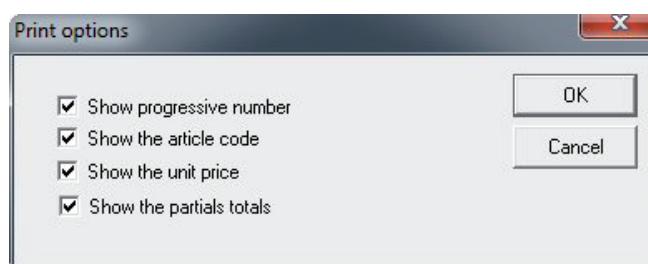 Print options
Show progressive number
Show the article code
Show the unit price
Show the partials totals
OK
Cancel